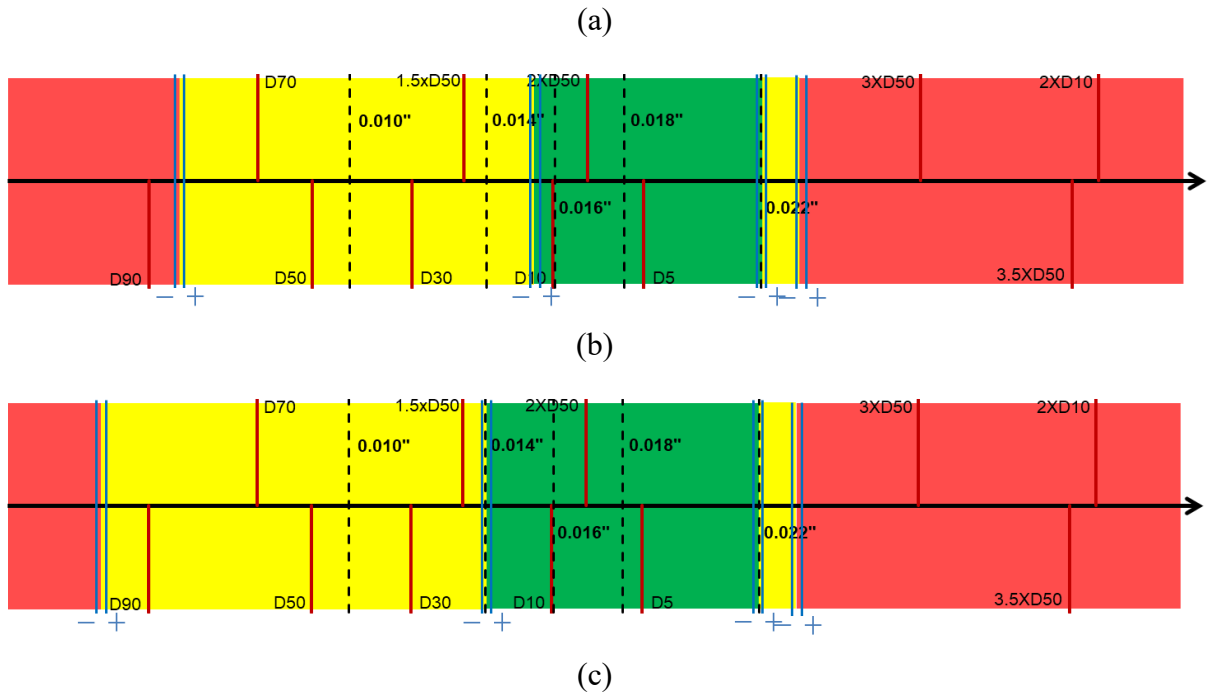 (a)
D70 1.5xD50 2XD50 3XD50 2XD10
0.010" 0.014" 0.018"
0.016" 0.022"
D90 D50 D30 D10 D5 3.5XD50
− + − + − + − +
(b)
D70 1.5xD50 2XD50 3XD50 2XD10
0.010" 0.014" 0.018"
0.016" 0.022"
D90 D50 D30 D10 D5 3.5XD50
− + − + − + − +
(c)